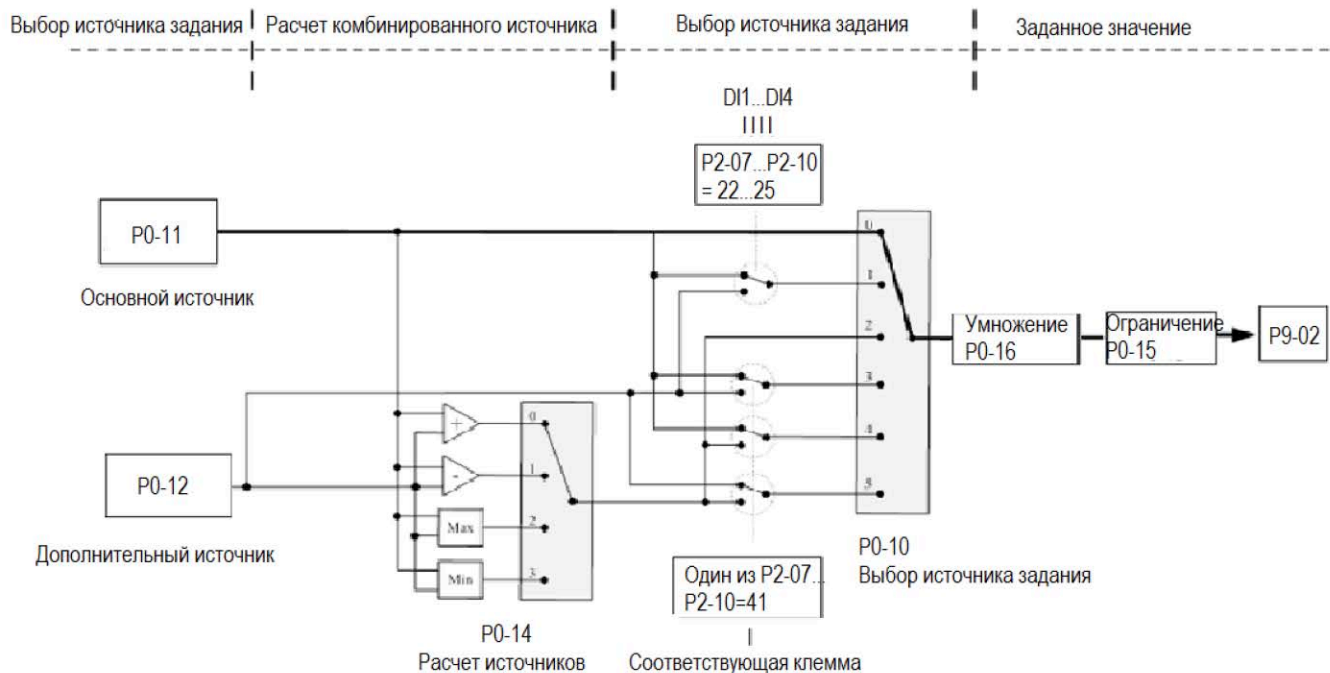 Выбор источника задания
Расчет комбинированного источника
Выбор источника задания
Заданное значение
DI1...DI4
P2-07...P2-10
= 22...25
P0-11
Основной источник
0
1
2
3
4
5
Умножение
P0-16
Ограничение
P0-15
P9-02
P0-12
Дополнительный источник
+
-
Max
Min
0
1
2
3
P0-14
Расчет источников
Один из P2-07...
P2-10=41
Соответствующая клемма
P0-10
Выбор источника задания